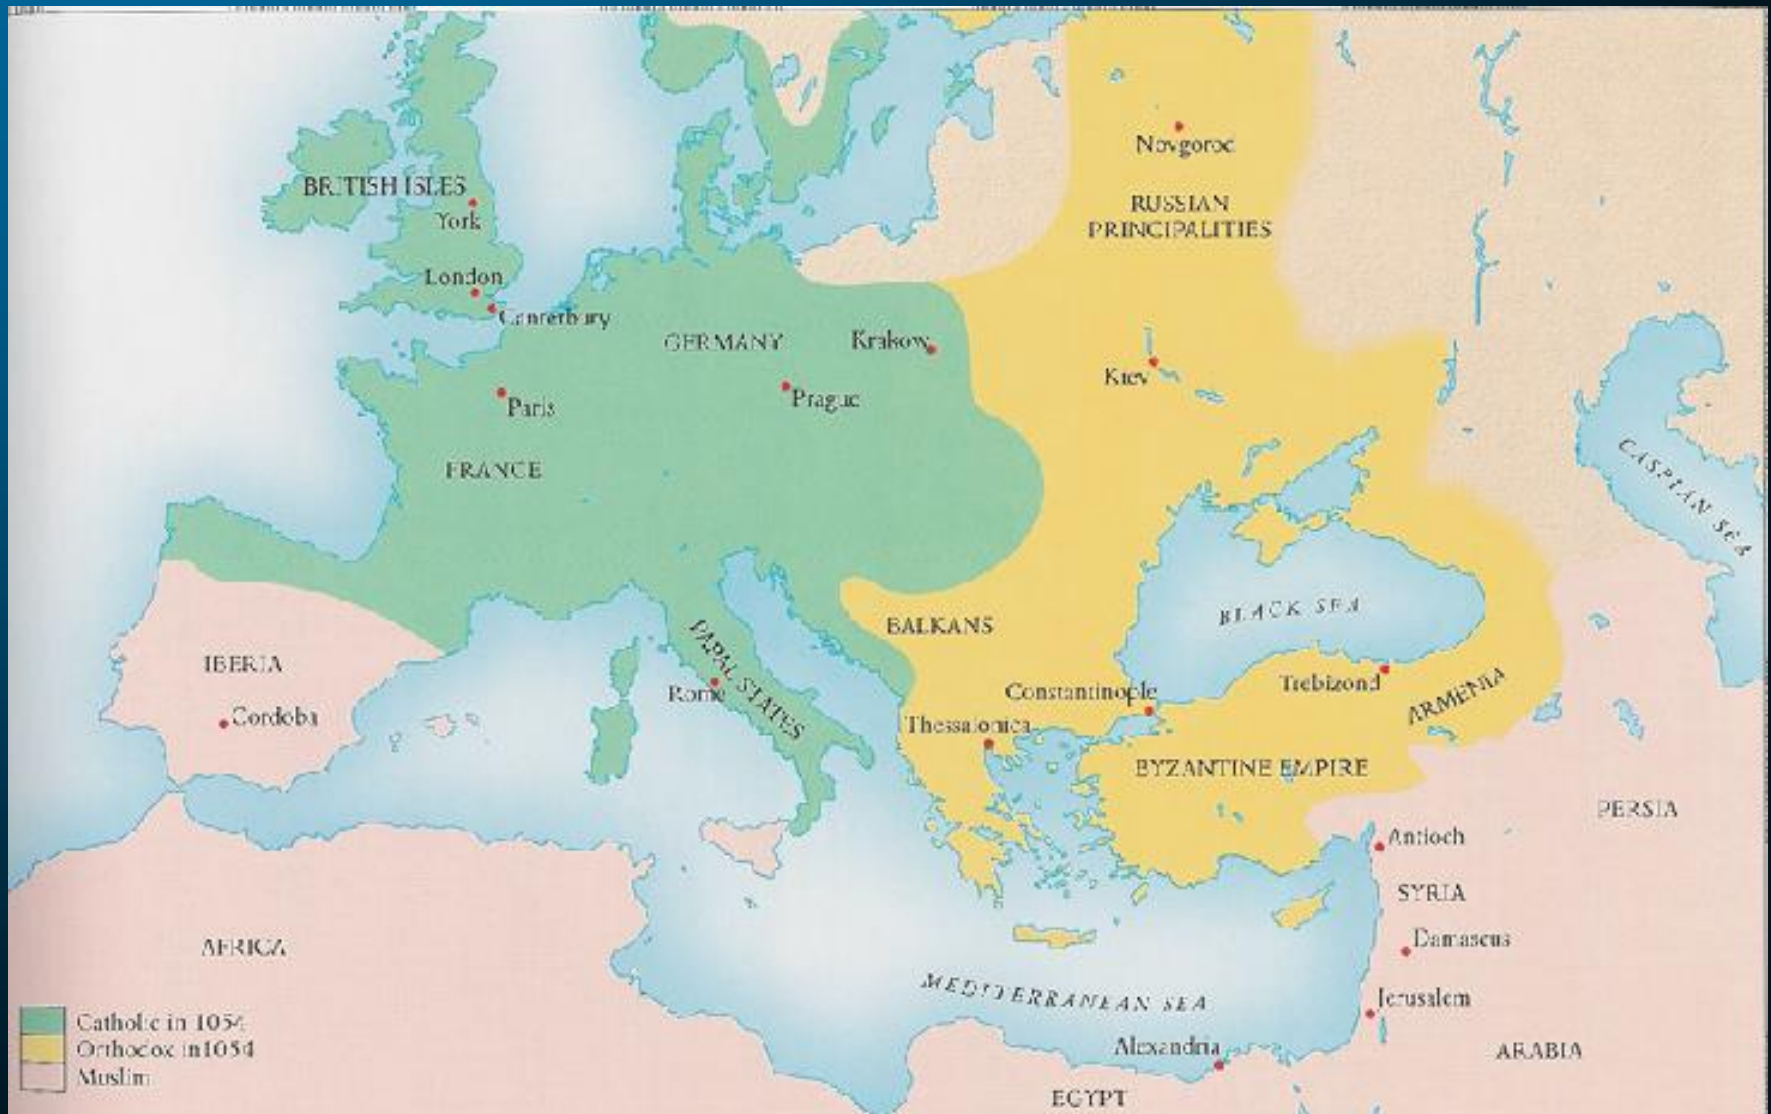 Novgorod
BRITISH ISLES
York
RUSSIAN
PRINCIPALITIES
London
Canterbury
GERMANY
Krakow
Kiev
Prague
Paris
FRANCE
CASPIAN SEA
BLACK SEA
BALKANS
PAPAL STATES
IBERIA
Rome
Constantinople
Trebizond
ARMENIA
Cordoba
Thessalonica
BYZANTINE EMPIRE
PERSIA
Antioch
SYRIA
AFRICA
Damascus
MEDITERRANEAN SEA
Jerusalem
Catholic in 1054
Orthodox in 1054
Muslim
Alexandria
ARABIA
EGYPT